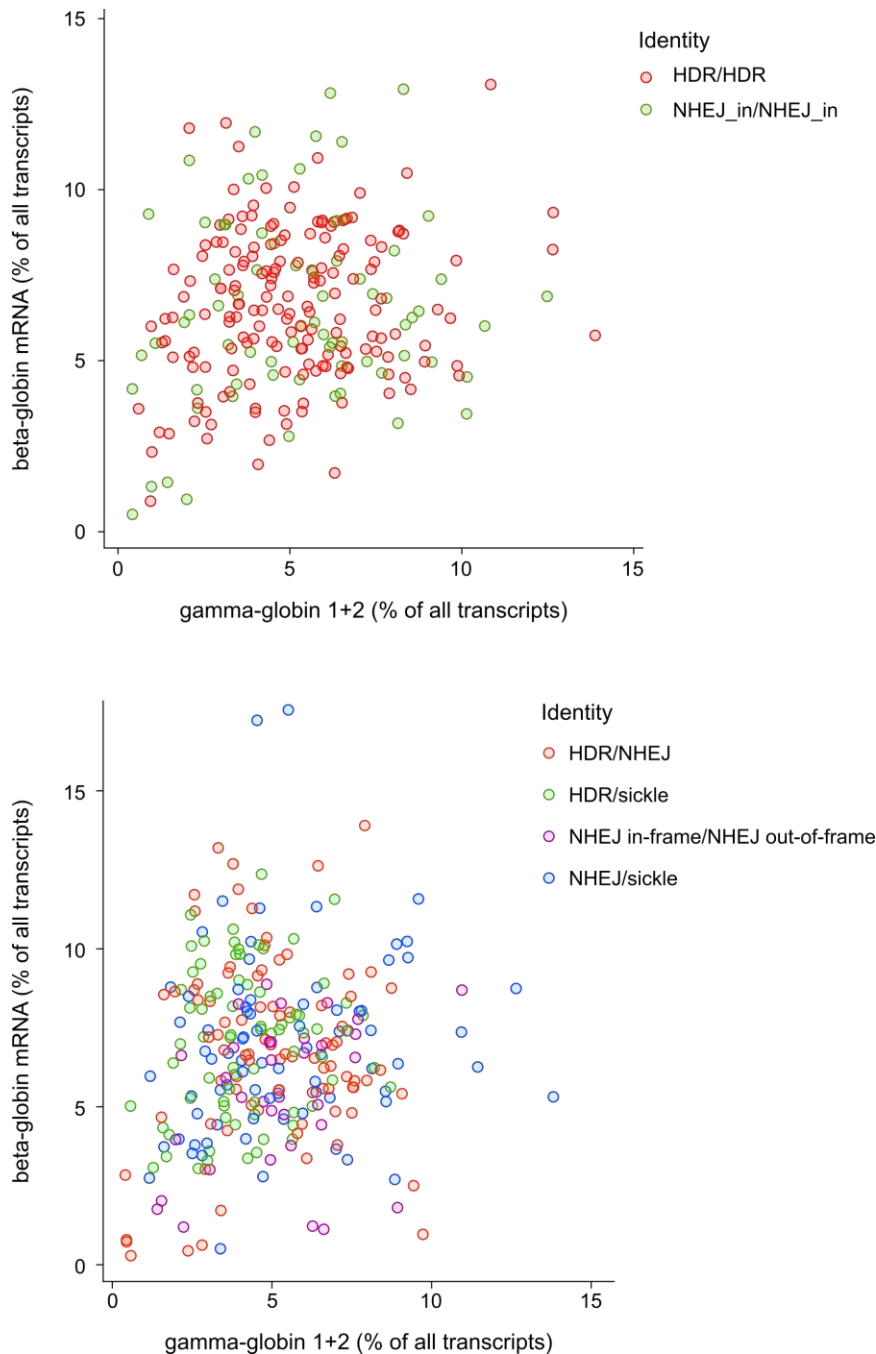 15
10
5
0
beta-globin mRNA (% of all transcripts)
0 5 10 15
gamma-globin 1+2 (% of all transcripts)
Identity
HDR/HDR
NHEJ_in/NHEJ_in
15
10
5
0
beta-globin mRNA (% of all transcripts)
0 5 10 15
gamma-globin 1+2 (% of all transcripts)
Identity
HDR/NHEJ
HDR/sickle
NHEJ in-frame/NHEJ out-of-frame
NHEJ/sickle